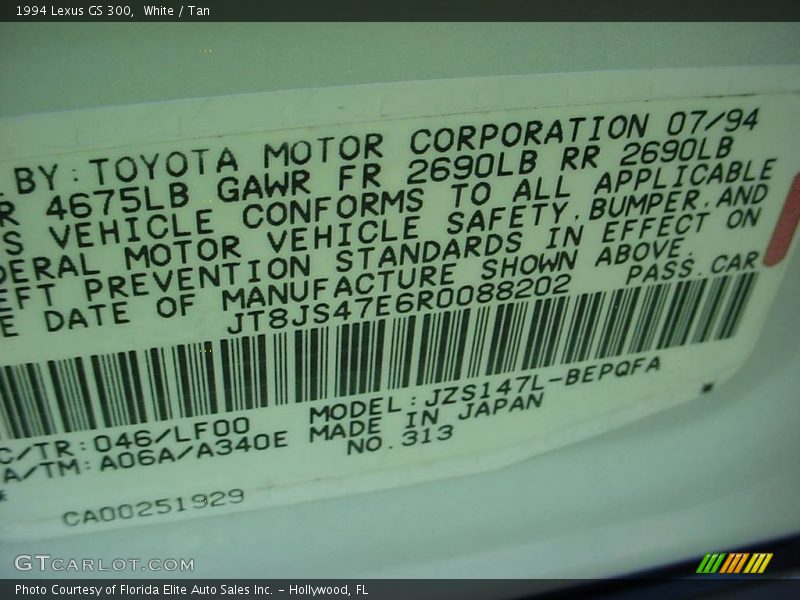 1994 Lexus GS 300, White / Tan
.BY:TOYOTA MOTOR CORPORATION 07/94
R 4675LB GAWR FR 2690LB RR 2690LB
S VEHICLE CONFORMS TO ALL APPLICABLE
DERAL MOTOR VEHICLE SAFETY,BUMPER,AND
EFT PREVENTION STANDARDS IN EFFECT ON
E DATE OF MANUFACTURE SHOWN ABOVE.
JT8JS47E6R0088202 PASS.CAR
C/TR:046/LF00 MODEL:JZS147L-BEPQFA
A/TM:A06A/A340E MADE IN JAPAN
NO.313
CA00251929
GTCARLOT.COM
Photo Courtesy of Florida Elite Auto Sales Inc. - Hollywood, FL